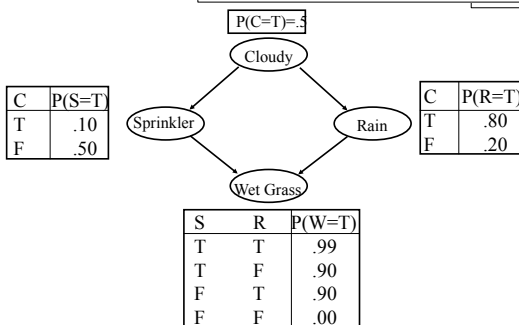 P(C=T)=.5
Cloudy
C P(S=T)
T .10
F .50
Sprinkler
Rain
C P(R=T)
T .80
F .20
Wet Grass
S R P(W=T)
T T .99
T F .90
F T .90
F F .00